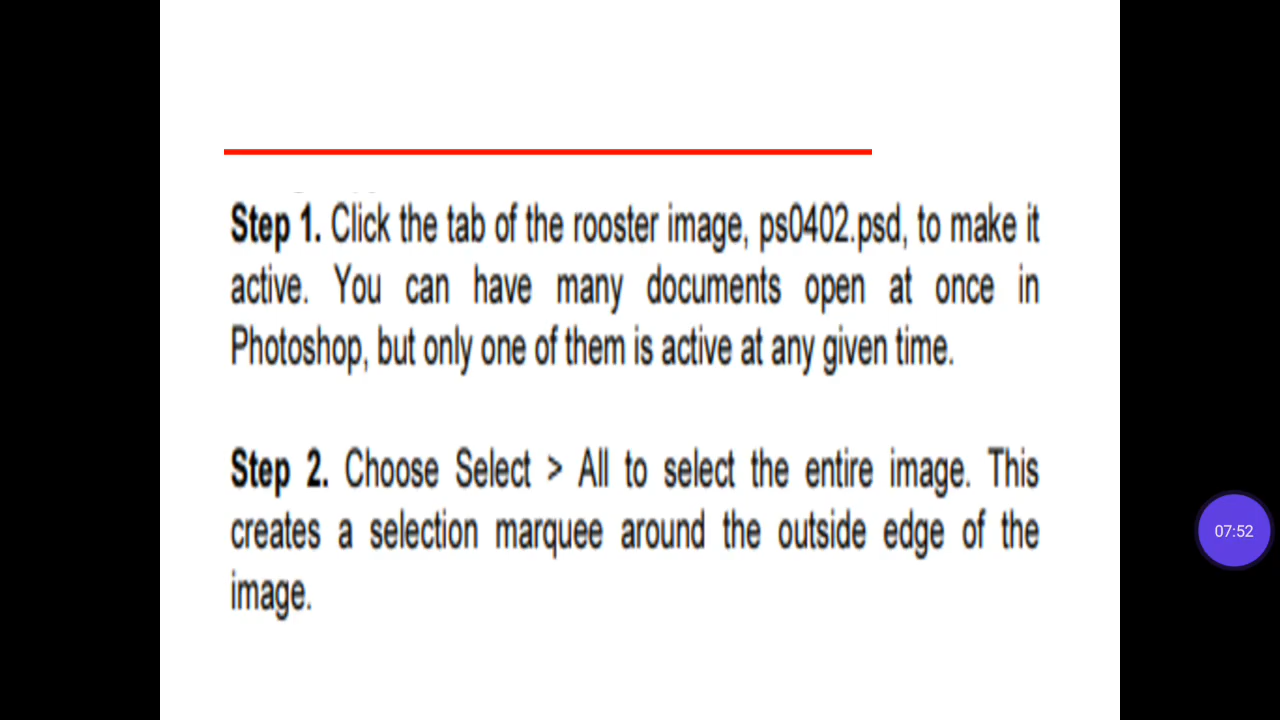 Step 1. Click the tab of the rooster image, ps0402.psd, to make it
active. You can have many documents open at once in
Photoshop, but only one of them is active at any given time.
Step 2. Choose Select > All to select the entire image. This
creates a selection marquee around the outside edge of the
image.
07:52